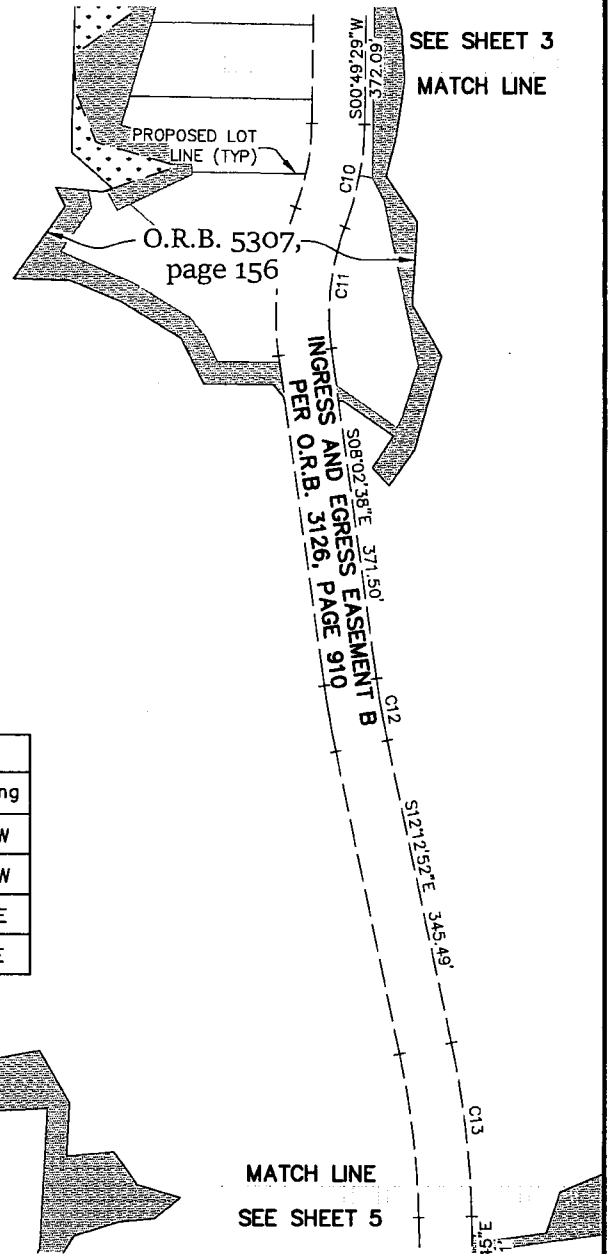 SEE SHEET 3
MATCH LINE
S00°49'29"W
372.09'
PROPOSED LOT
LINE (TYP)
C10
O.R.B. 5307,
page 156
C11
INGRESS AND EGRESS EASEMENT B
PER O.R.B. 3126, PAGE 910
S08°02'38"E 371.50'
C12
S12°12'52"E 345.49'
ng
W
W
E
E
C13
MATCH LINE
SEE SHEET 5
5"E